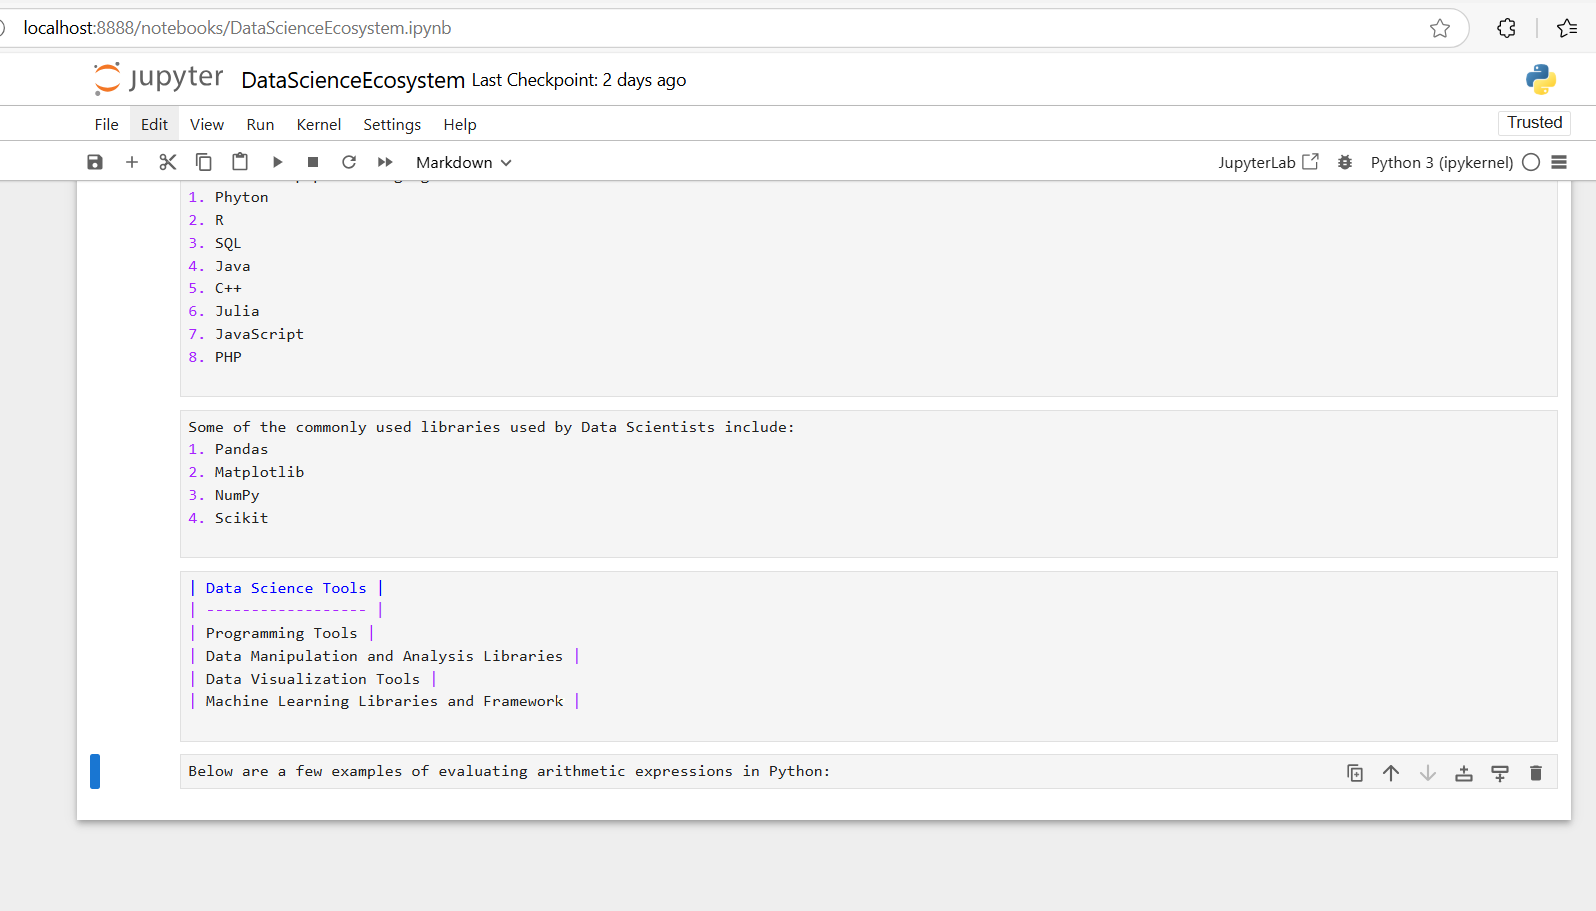 localhost:8888/notebooks/DataScienceEcosystem.ipynb
jupyter DataScienceEcosystem Last Checkpoint: 2 days ago
File Edit View Run Kernel Settings Help Trusted
Markdown JupyterLab Python 3 (ipykernel)
1. Phyton
2. R
3. SQL
4. Java
5. C++
6. Julia
7. JavaScript
8. PHP
Some of the commonly used libraries used by Data Scientists include:
1. Pandas
2. Matplotlib
3. NumPy
4. Scikit
| Data Science Tools |
| ------------------ |
| Programming Tools |
| Data Manipulation and Analysis Libraries |
| Data Visualization Tools |
| Machine Learning Libraries and Framework |
Below are a few examples of evaluating arithmetic expressions in Python: